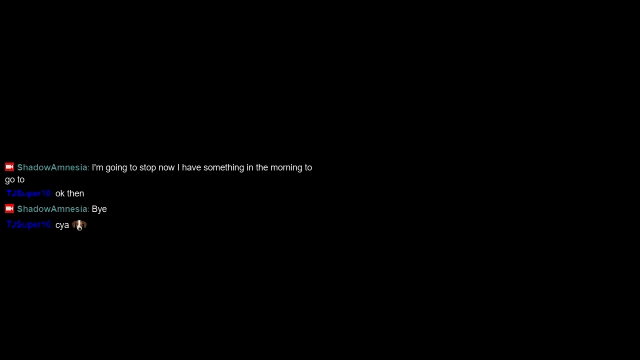 ShadowAmnesia: I'm going to stop now I have something in the morning to
go to
ok then
ShadowAmnesia: Bye
cya